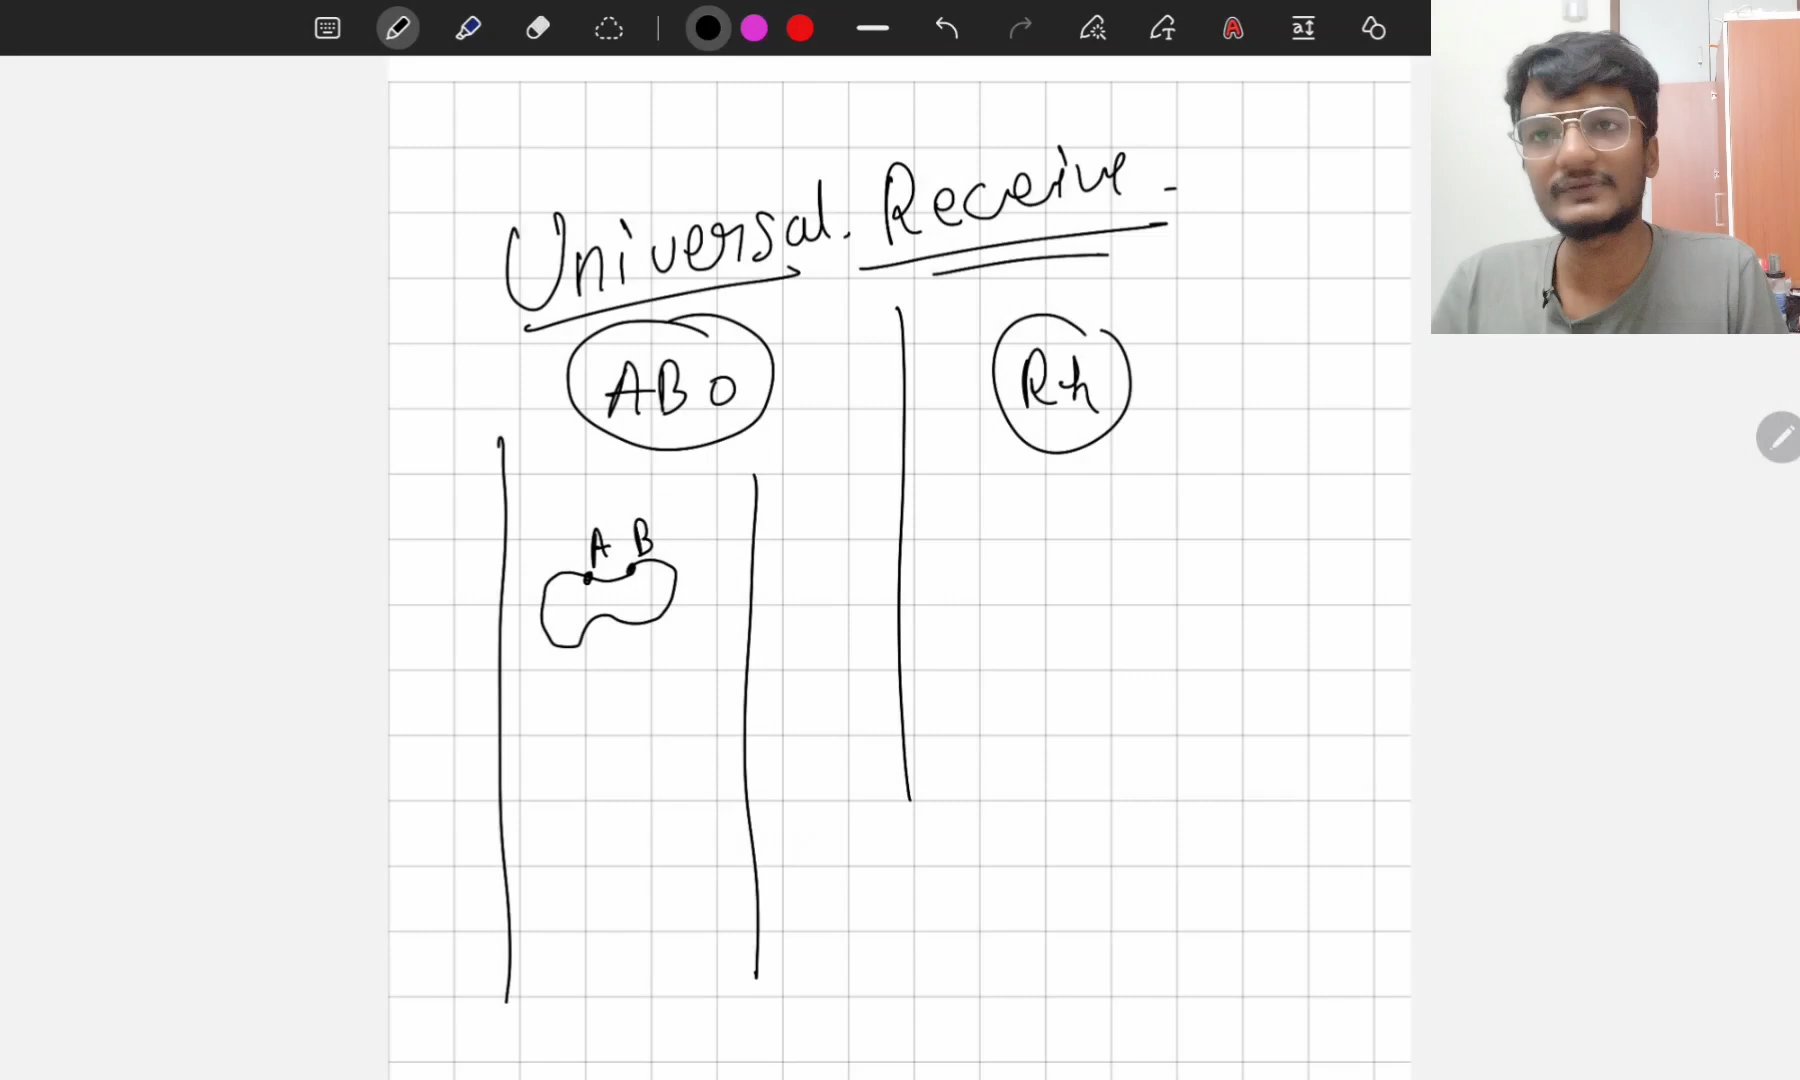 Universal. Receive -
ABO Rh
A B